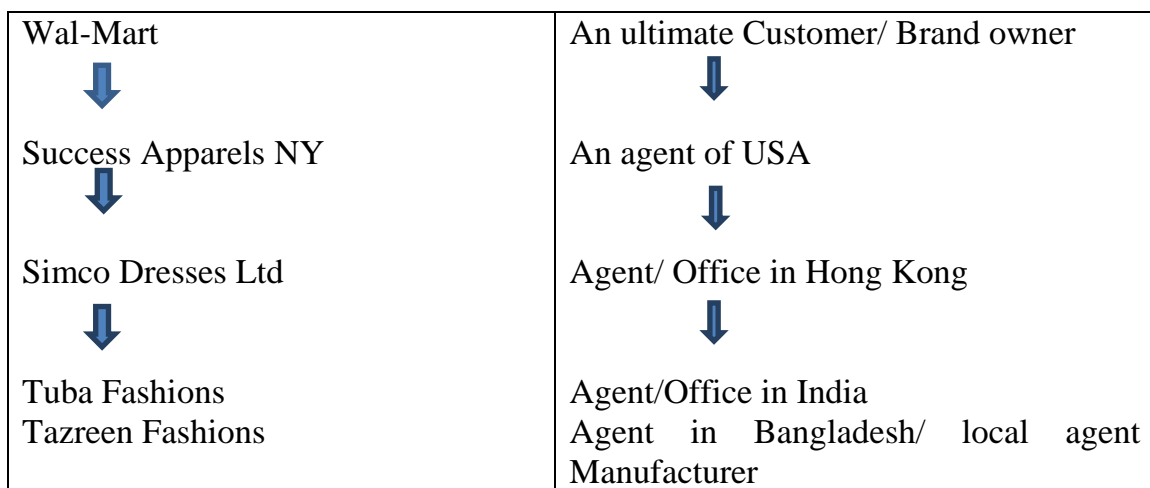 Wal-Mart
Success Apparels NY
Simco Dresses Ltd
Tuba Fashions
Tazreen Fashions
An ultimate Customer/ Brand owner
An agent of USA
Agent/ Office in Hong Kong
Agent/Office in India
Agent in Bangladesh/ local agent
Manufacturer